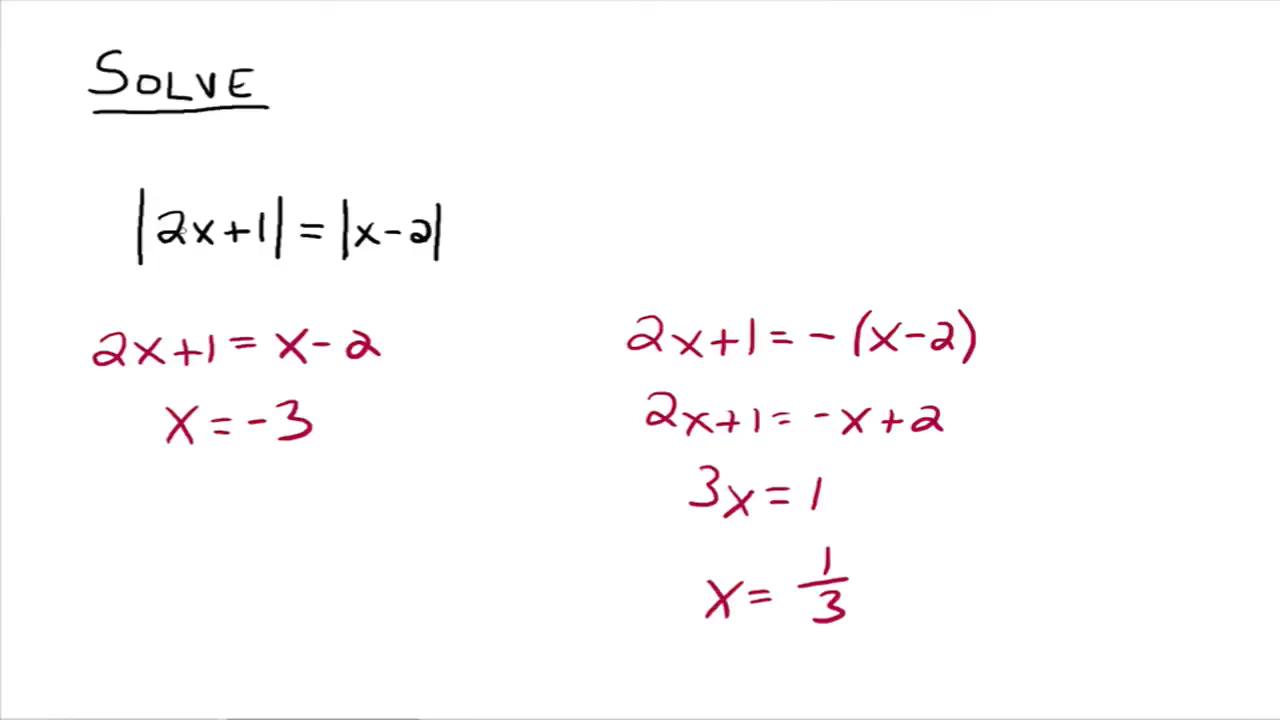 SOLVE
|2x+1| = |x-2|
2x+1 = x-2
x = -3
2x+1 = -(x-2)
2x+1 = -x+2
3x = 1
x = 1/3